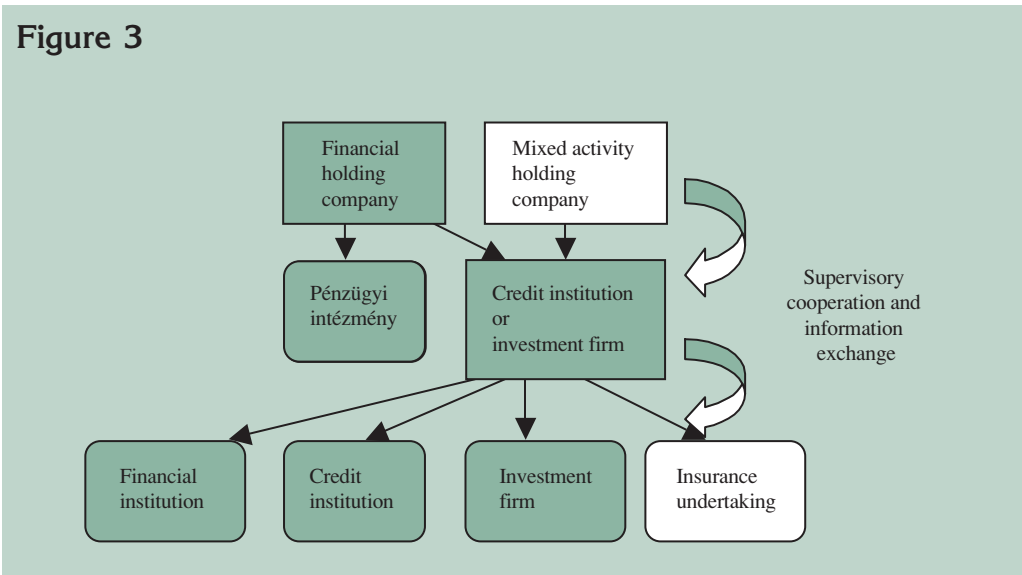 Figure 3
Financial
holding
company
Mixed activity
holding
company
Pénzügyi
intézmény
Credit institution
or
investment firm
Supervisory
cooperation and
information
exchange
Financial
institution
Credit
institution
Investment
firm
Insurance
undertaking